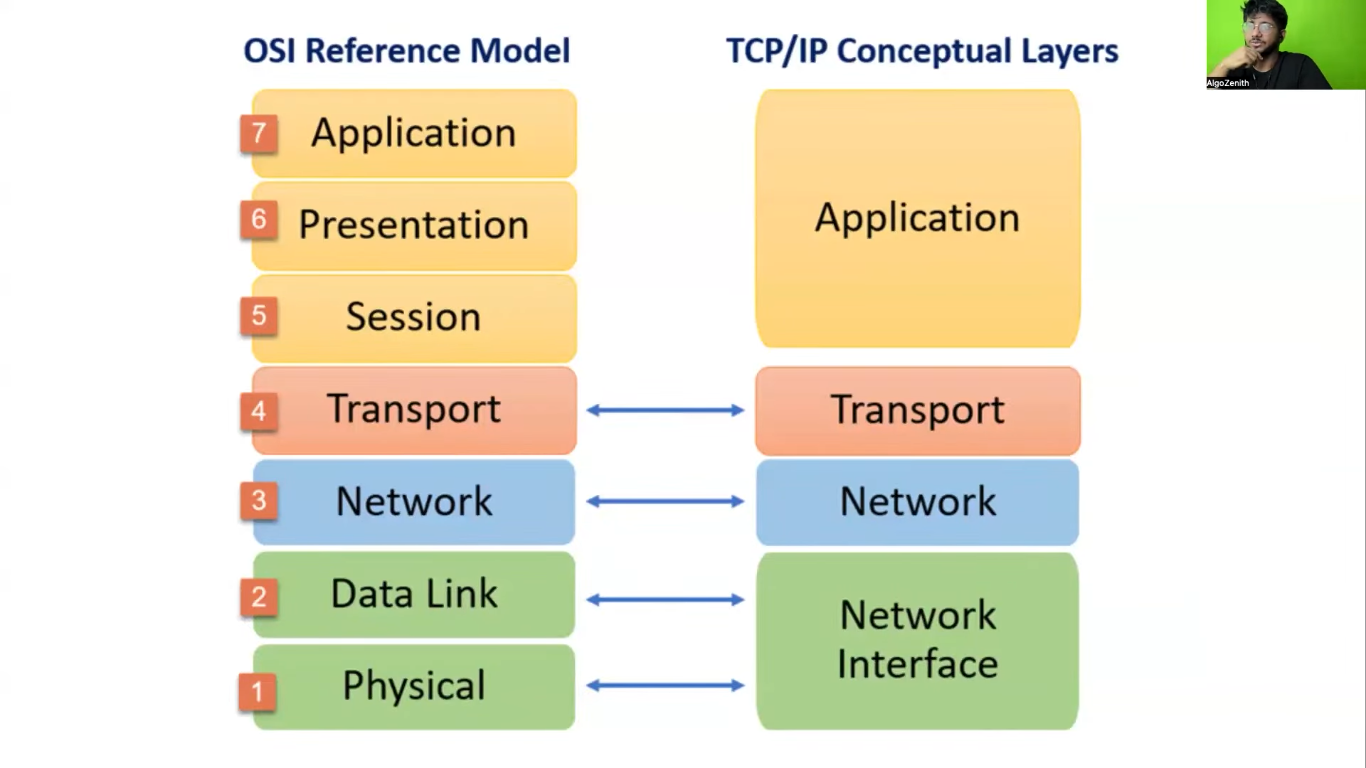 OSI Reference Model
TCP/IP Conceptual Layers
AlgoZenith
7 Application
6 Presentation
5 Session
Application
4 Transport
Transport
3 Network
Network
2 Data Link
1 Physical
Network
Interface